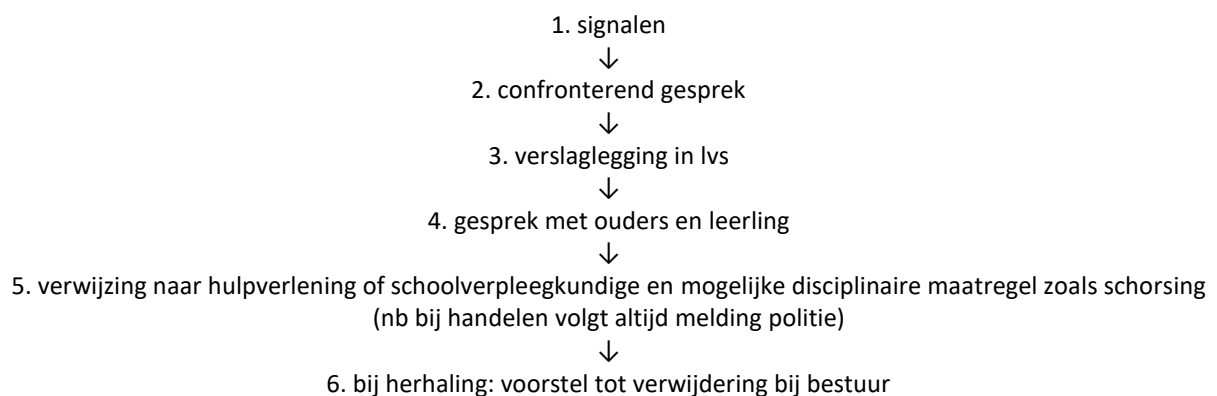 1. signalen
↓
2. confronterend gesprek
↓
3. verslaglegging in lvs
↓
4. gesprek met ouders en leerling
↓
5. verwijzing naar hulpverlening of schoolverpleegkundige en mogelijke disciplinaire maatregel zoals schorsing
(nb bij handelen volgt altijd melding politie)
↓
6. bij herhaling: voorstel tot verwijdering bij bestuur